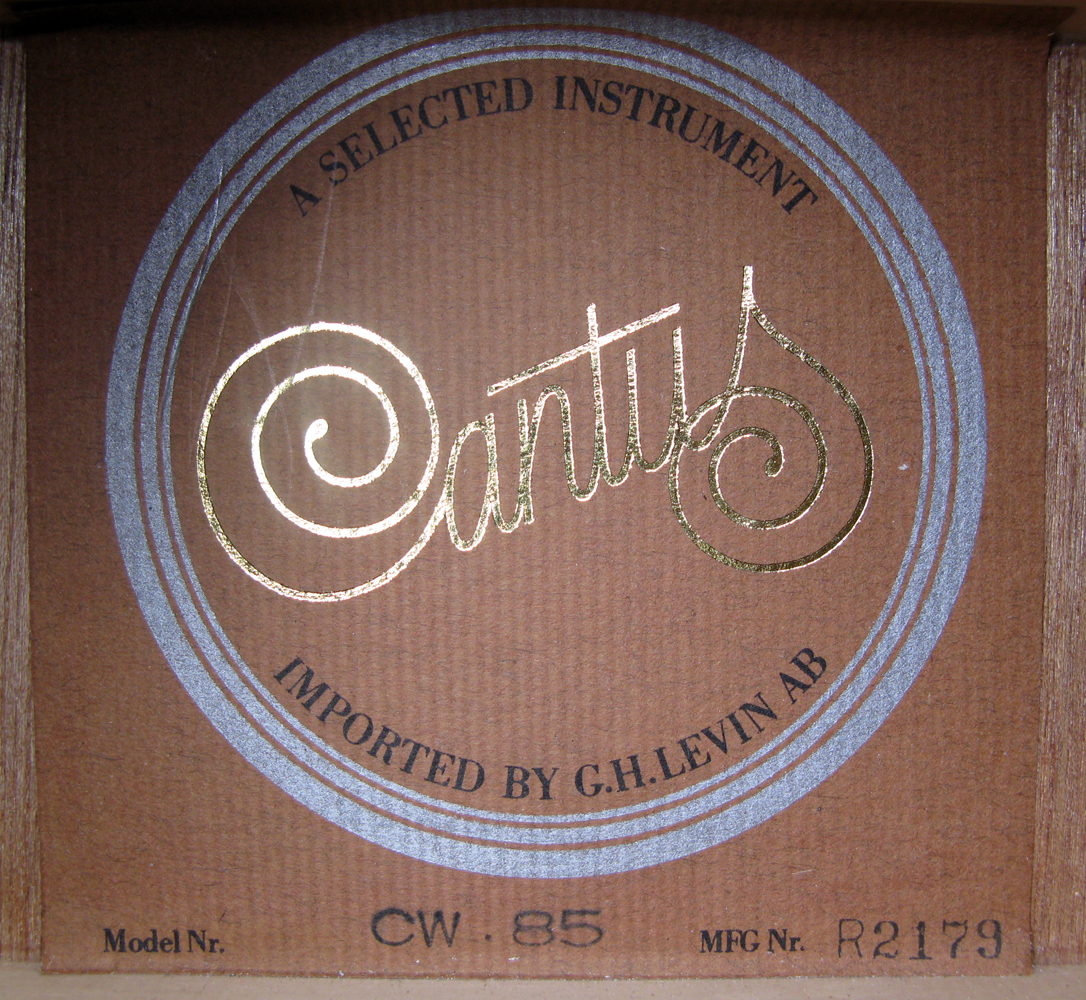 A SELECTED INSTRUMENT
Cantus
IMPORTED BY G.H.LEVIN AB
Model Nr. CW . 85 MFG Nr. R2179